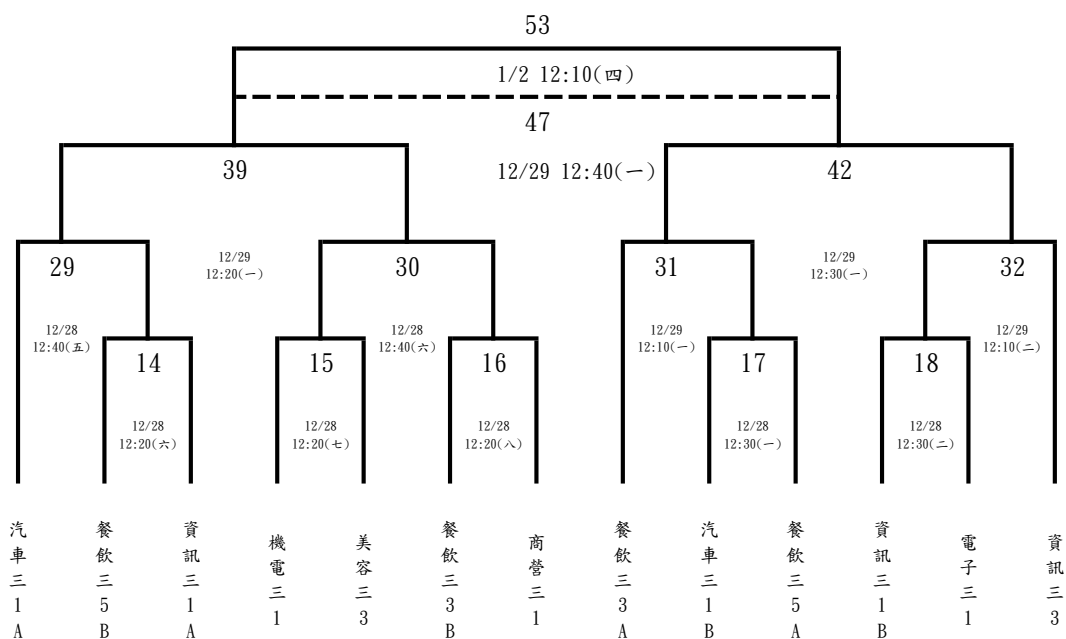 53
1/2 12:10(四)
47
39
12/29 12:40(一)
42
29
12/29
12:20(一)
30
31
12/29
12:30(一)
32
12/28
12:40(五)
12/28
12:40(六)
12/29
12:10(一)
12/29
12:10(二)
14
15
16
17
18
12/28
12:20(六)
12/28
12:20(七)
12/28
12:20(八)
12/28
12:30(一)
12/28
12:30(二)
汽車三1A
餐飲三5B
資訊三1A
機電三1
美容三3
餐飲三3B
商營三1
餐飲三3A
汽車三1B
餐飲三5A
資訊三1B
電子三1
資訊三3